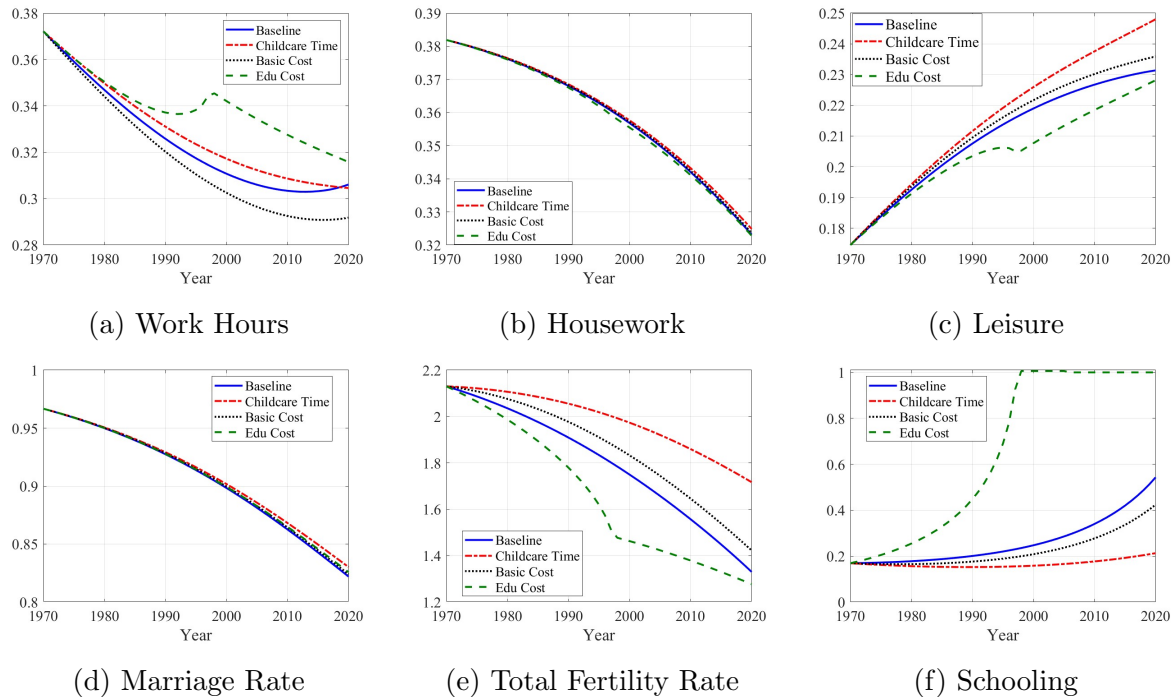 0.38
0.36
0.34
0.32
0.3
0.28
1970 1980 1990 2000 2010 2020
Year
Baseline
Childcare Time
Basic Cost
Edu Cost
(a) Work Hours
0.39
0.38
0.37
0.36
0.35
0.34
0.33
0.32
1970 1980 1990 2000 2010 2020
Year
Baseline
Childcare Time
Basic Cost
Edu Cost
(b) Housework
0.25
0.24
0.23
0.22
0.21
0.2
0.19
0.18
1970 1980 1990 2000 2010 2020
Year
Baseline
Childcare Time
Basic Cost
Edu Cost
(c) Leisure
1
0.95
0.9
0.85
0.8
1970 1980 1990 2000 2010 2020
Year
Baseline
Childcare Time
Basic Cost
Edu Cost
(d) Marriage Rate
2.2
2
1.8
1.6
1.4
1.2
1970 1980 1990 2000 2010 2020
Year
Baseline
Childcare Time
Basic Cost
Edu Cost
(e) Total Fertility Rate
1
0.8
0.6
0.4
0.2
0
1970 1980 1990 2000 2010 2020
Year
Baseline
Childcare Time
Basic Cost
Edu Cost
(f) Schooling